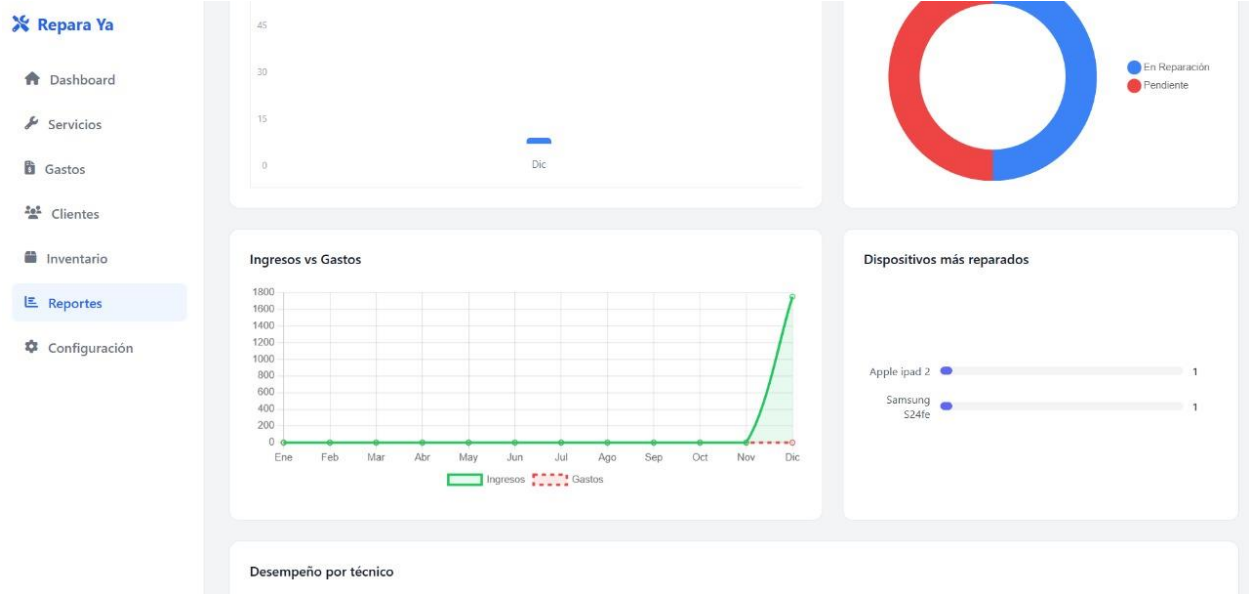 Repara Ya
Dashboard
Servicios
Gastos
Clientes
Inventario
Reportes
Configuración
45
30
15
0
Dic
En Reparación
Pendiente
Ingresos vs Gastos
1800
1600
1400
1200
1000
800
600
400
200
0
Ene Feb Mar Abr May Jun Jul Ago Sep Oct Nov Dic
Ingresos Gastos
Dispositivos más reparados
Apple ipad 2 1
Samsung
S24fe 1
Desempeño por técnico